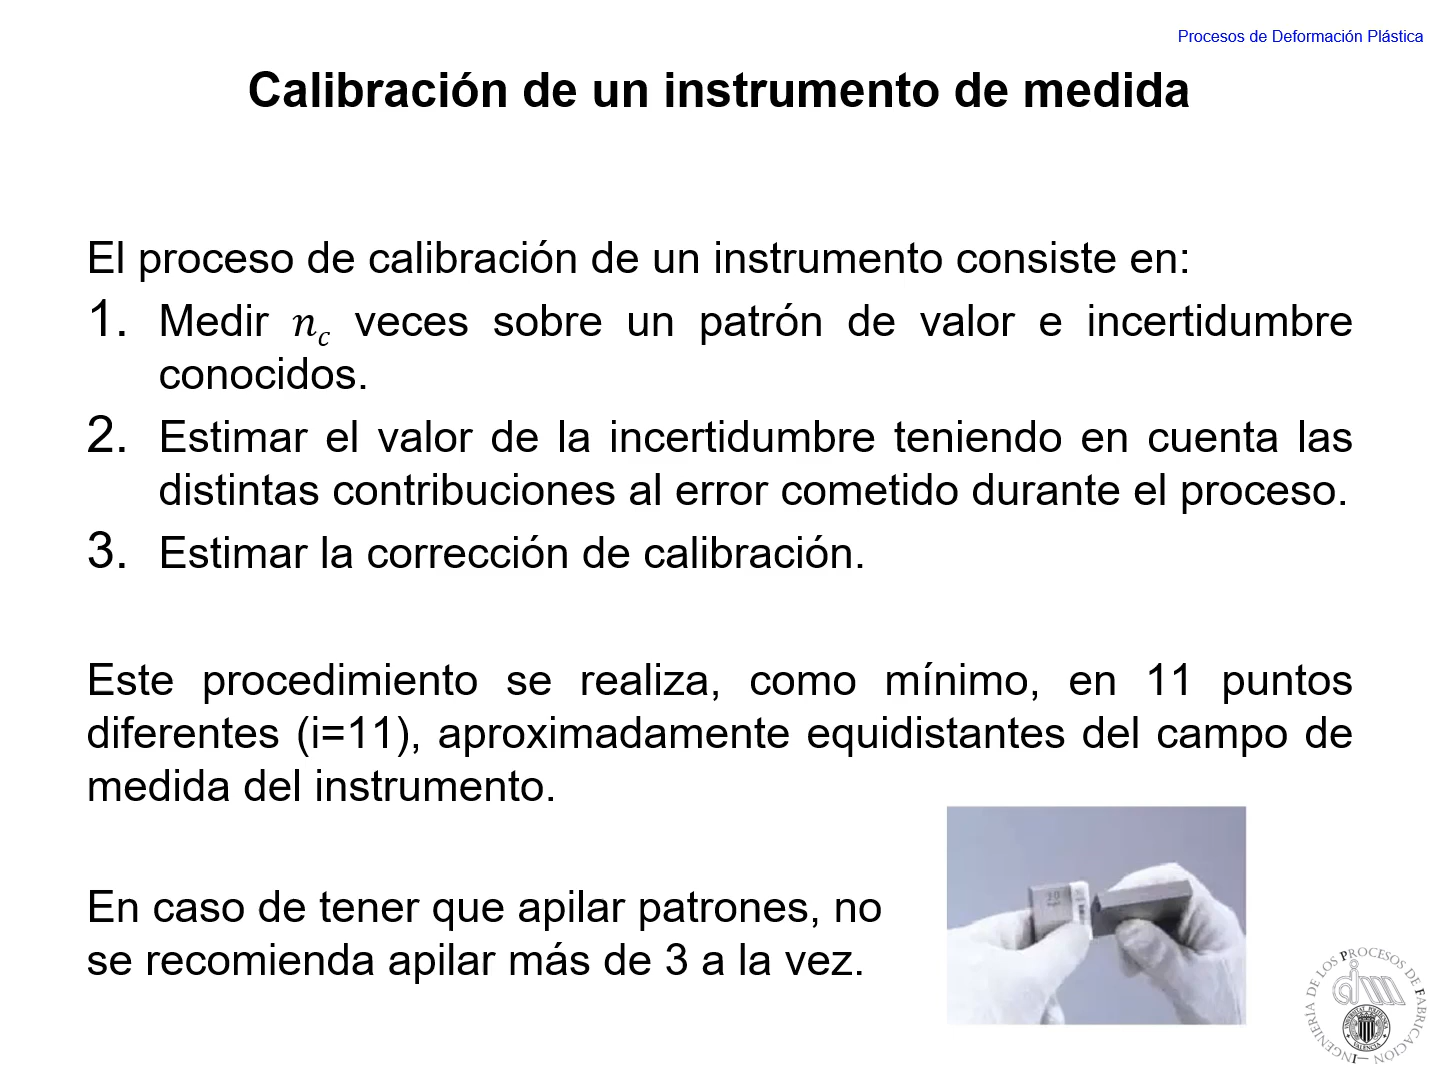 Procesos de Deformación Plástica
Calibración de un instrumento de medida
El proceso de calibración de un instrumento consiste en:
1. Medir n_c veces sobre un patrón de valor e incertidumbre
conocidos.
2. Estimar el valor de la incertidumbre teniendo en cuenta las
distintas contribuciones al error cometido durante el proceso.
3. Estimar la corrección de calibración.
Este procedimiento se realiza, como mínimo, en 11 puntos
diferentes (i=11), aproximadamente equidistantes del campo de
medida del instrumento.
En caso de tener que apilar patrones, no
se recomienda apilar más de 3 a la vez.
INGENIERÍA DE LOS PROCESOS DE FABRICACION